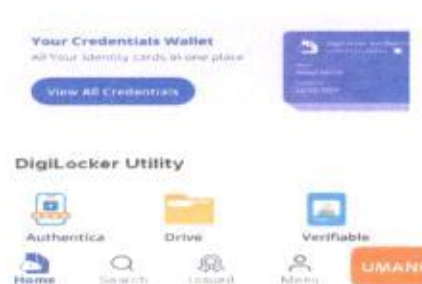 Your Credentials Wallet
All Your Identity cards in one place
View All Credentials
DigiLocker Utility
Authentica
Drive
Verifiable
Home
Search
Issued
Menu
UMANG